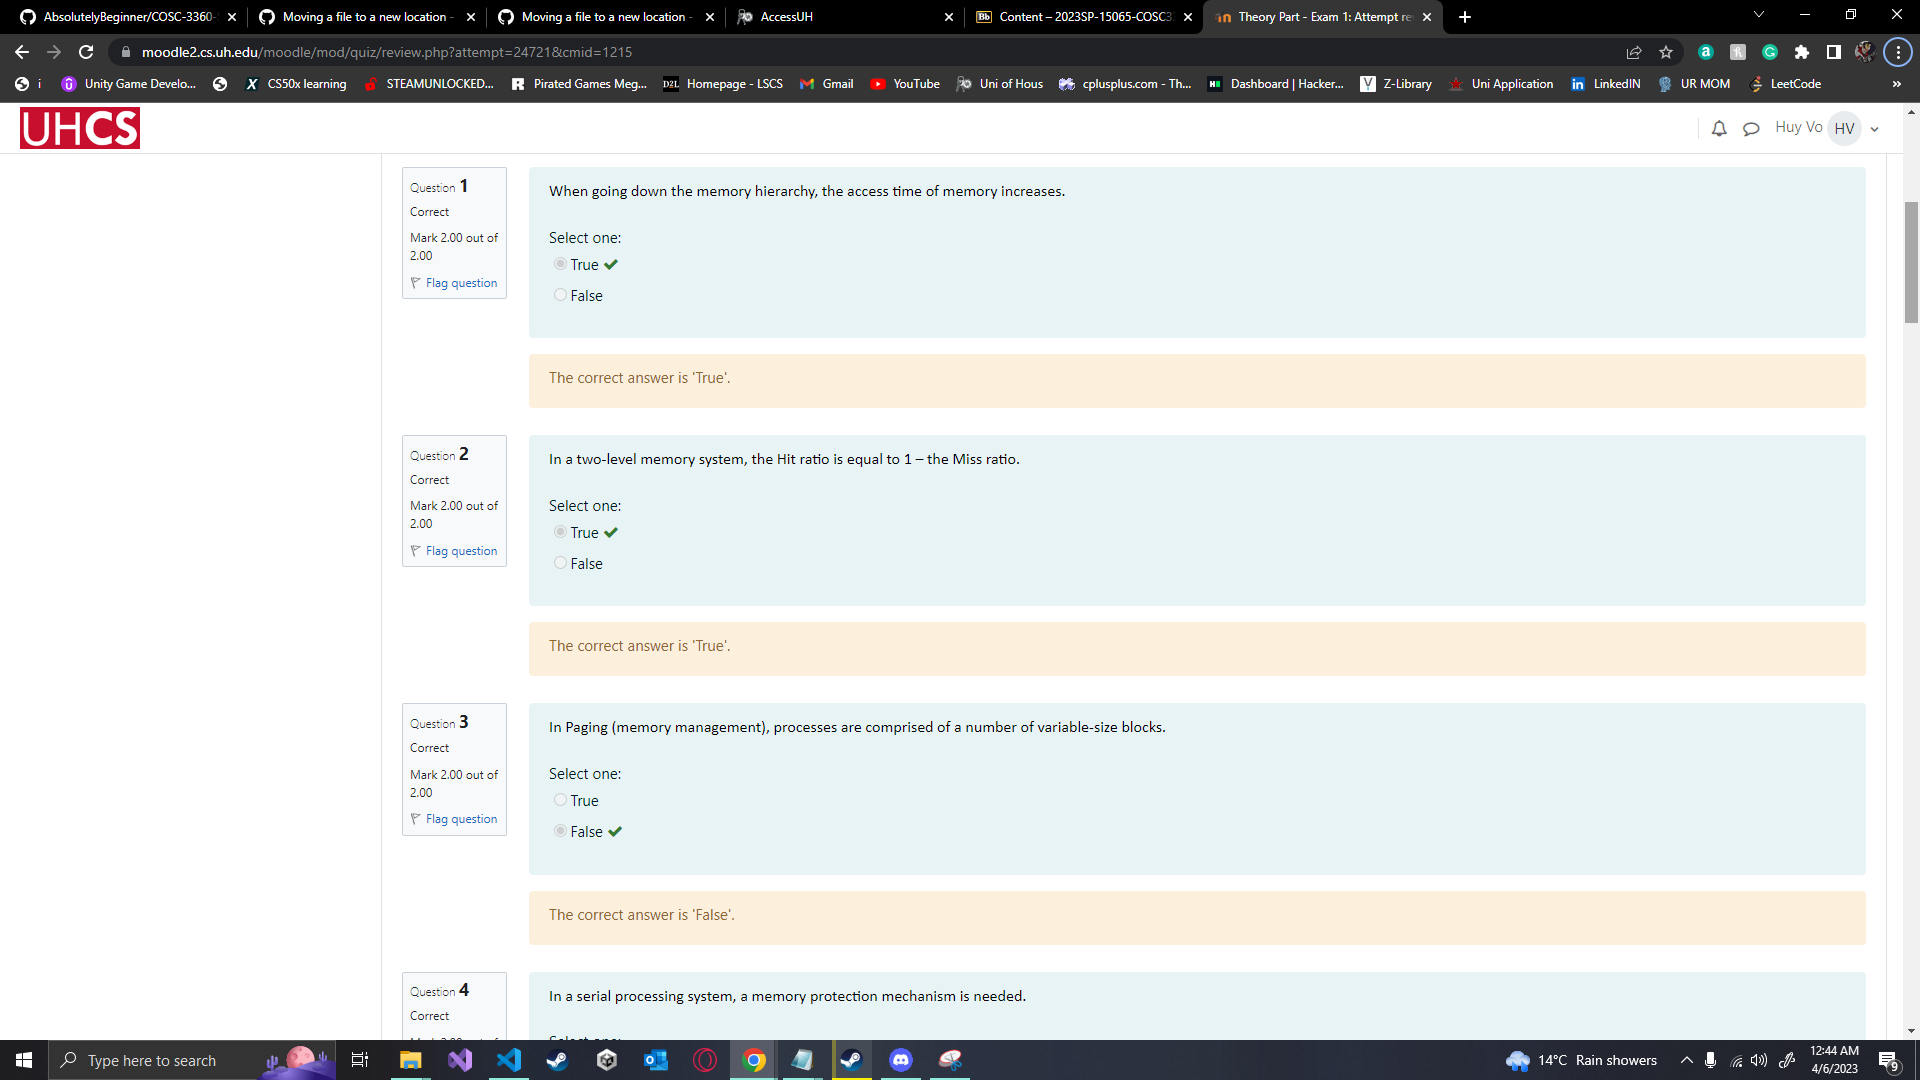 AbsolutelyBeginner/COSC-3360-
Moving a file to a new location -
Moving a file to a new location -
AccessUH
Bb Content – 2023SP-15065-COSC3
Theory Part - Exam 1: Attempt re
moodle2.cs.uh.edu/moodle/mod/quiz/review.php?attempt=24721&cmid=1215
i
Unity Game Develo...
CS50x learning
STEAMUNLOCKED...
Pirated Games Meg...
D2L Homepage - LSCS
Gmail
YouTube
Uni of Hous
cplusplus.com - Th...
Dashboard | Hacker...
Z-Library
Uni Application
LinkedIN
UR MOM
LeetCode
»
UHCS
Huy Vo HV
Question 1
Correct
Mark 2.00 out of
2.00
Flag question
When going down the memory hierarchy, the access time of memory increases.
Select one:
True
False
The correct answer is 'True'.
Question 2
Correct
Mark 2.00 out of
2.00
Flag question
In a two-level memory system, the Hit ratio is equal to 1 – the Miss ratio.
Select one:
True
False
The correct answer is 'True'.
Question 3
Correct
Mark 2.00 out of
2.00
Flag question
In Paging (memory management), processes are comprised of a number of variable-size blocks.
Select one:
True
False
The correct answer is 'False'.
Question 4
Correct
In a serial processing system, a memory protection mechanism is needed.
Type here to search
14°C Rain showers
12:44 AM
4/6/2023
9